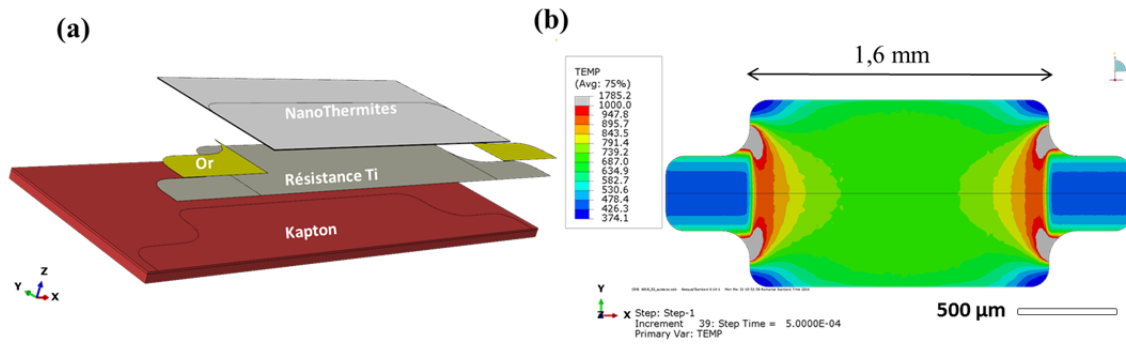 (a)
NanoThermites
Or
Résistance Ti
Kapton
Z
Y
X
(b)
1,6 mm
TEMP
(Avg: 75%)
1785.2
1000.0
947.8
895.7
843.5
791.4
739.2
687.0
634.9
582.7
530.6
478.4
426.3
374.1
Y
Z X
Step: Step-1
Increment 39: Step Time = 5.0000E-04
Primary Var: TEMP
500 µm